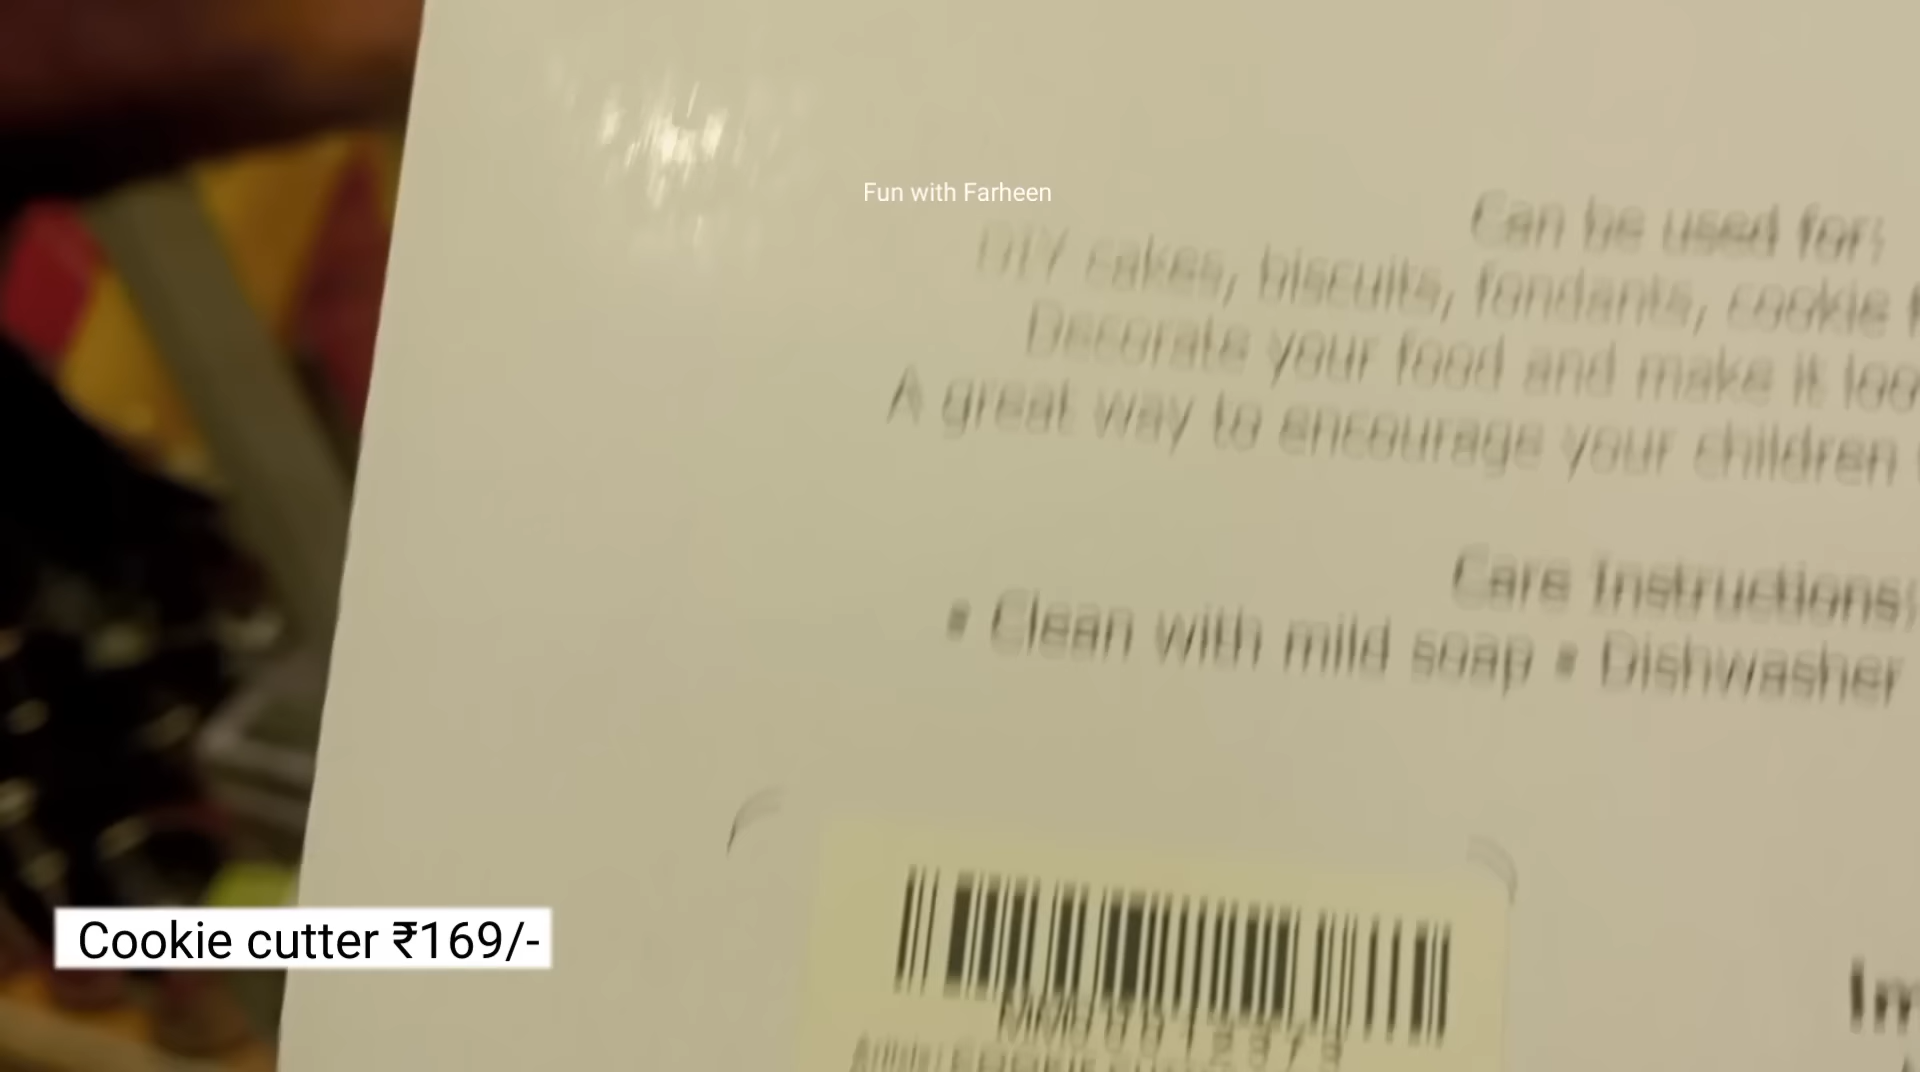 Fun with Farheen
Can be used for:
DIY cakes, biscuits, fondants, cookie
Decorate your food and make it
A great way to encourage your children
Care Instructions:
• Clean with mild soap • Dishwasher
Cookie cutter ₹169/-